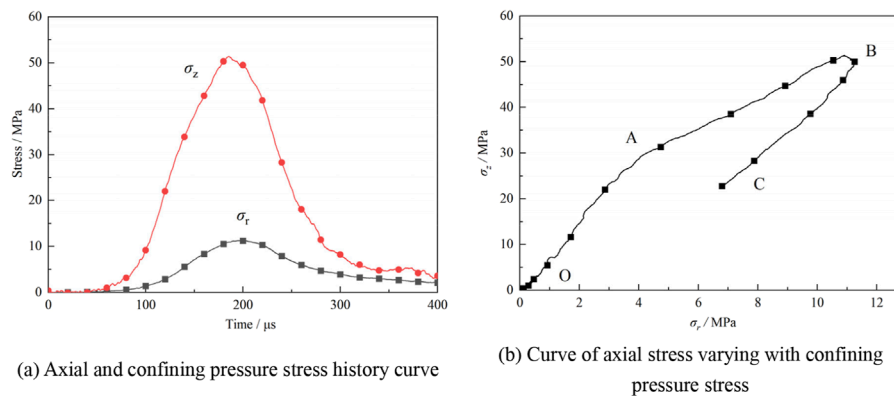 60
50
40
30
20
10
0
Stress / MPa
σz
σr
0
100
200
300
400
Time / μs
(a) Axial and confining pressure stress history curve
60
50
40
30
20
10
0
σz / MPa
O
A
B
C
0
2
4
6
8
10
12
14
σr / MPa
(b) Curve of axial stress varying with confining
pressure stress